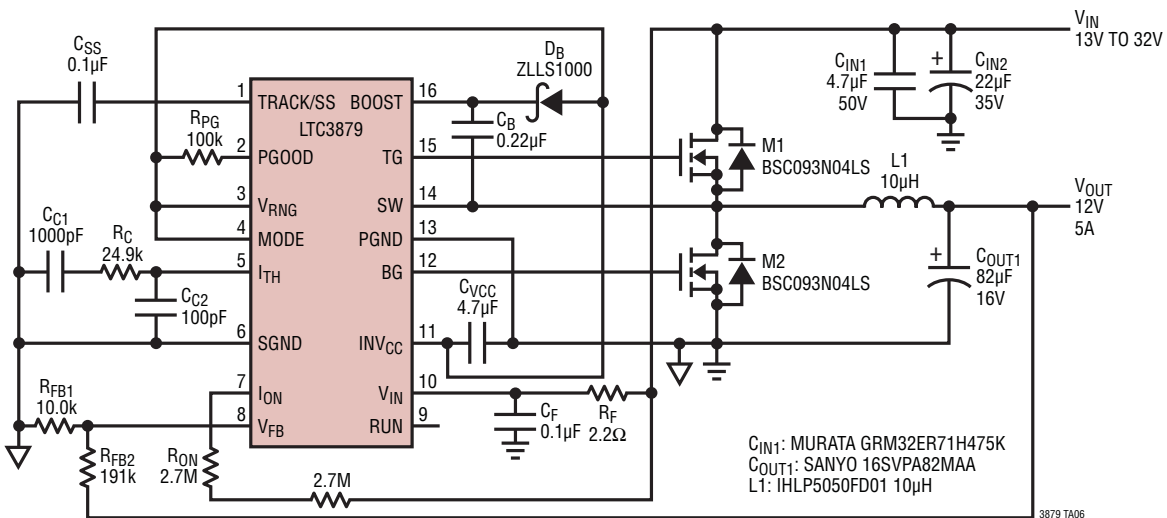 C_SS
0.1µF
R_PG
100k
C_C1
1000pF
R_C
24.9k
C_C2
100pF
R_FB1
10.0k
R_FB2
191k
R_ON
2.7M
2.7M
LTC3879
1 TRACK/SS
2 PGOOD
3 V_RNG
4 MODE
5 I_TH
6 SGND
7 I_ON
8 V_FB
BOOST 16
TG 15
SW 14
PGND 13
BG 12
INV_CC 11
V_IN 10
RUN 9
D_B
ZLLS1000
C_B
0.22µF
C_VCC
4.7µF
C_F
0.1µF
R_F
2.2Ω
M1
BSC093N04LS
M2
BSC093N04LS
C_IN1
4.7µF
50V
+
C_IN2
22µF
35V
V_IN
13V TO 32V
L1
10µH
V_OUT
12V
5A
+
C_OUT1
82µF
16V
C_IN1: MURATA GRM32ER71H475K
C_OUT1: SANYO 16SVPA82MAA
L1: IHLP5050FD01 10µH
3879 TA06